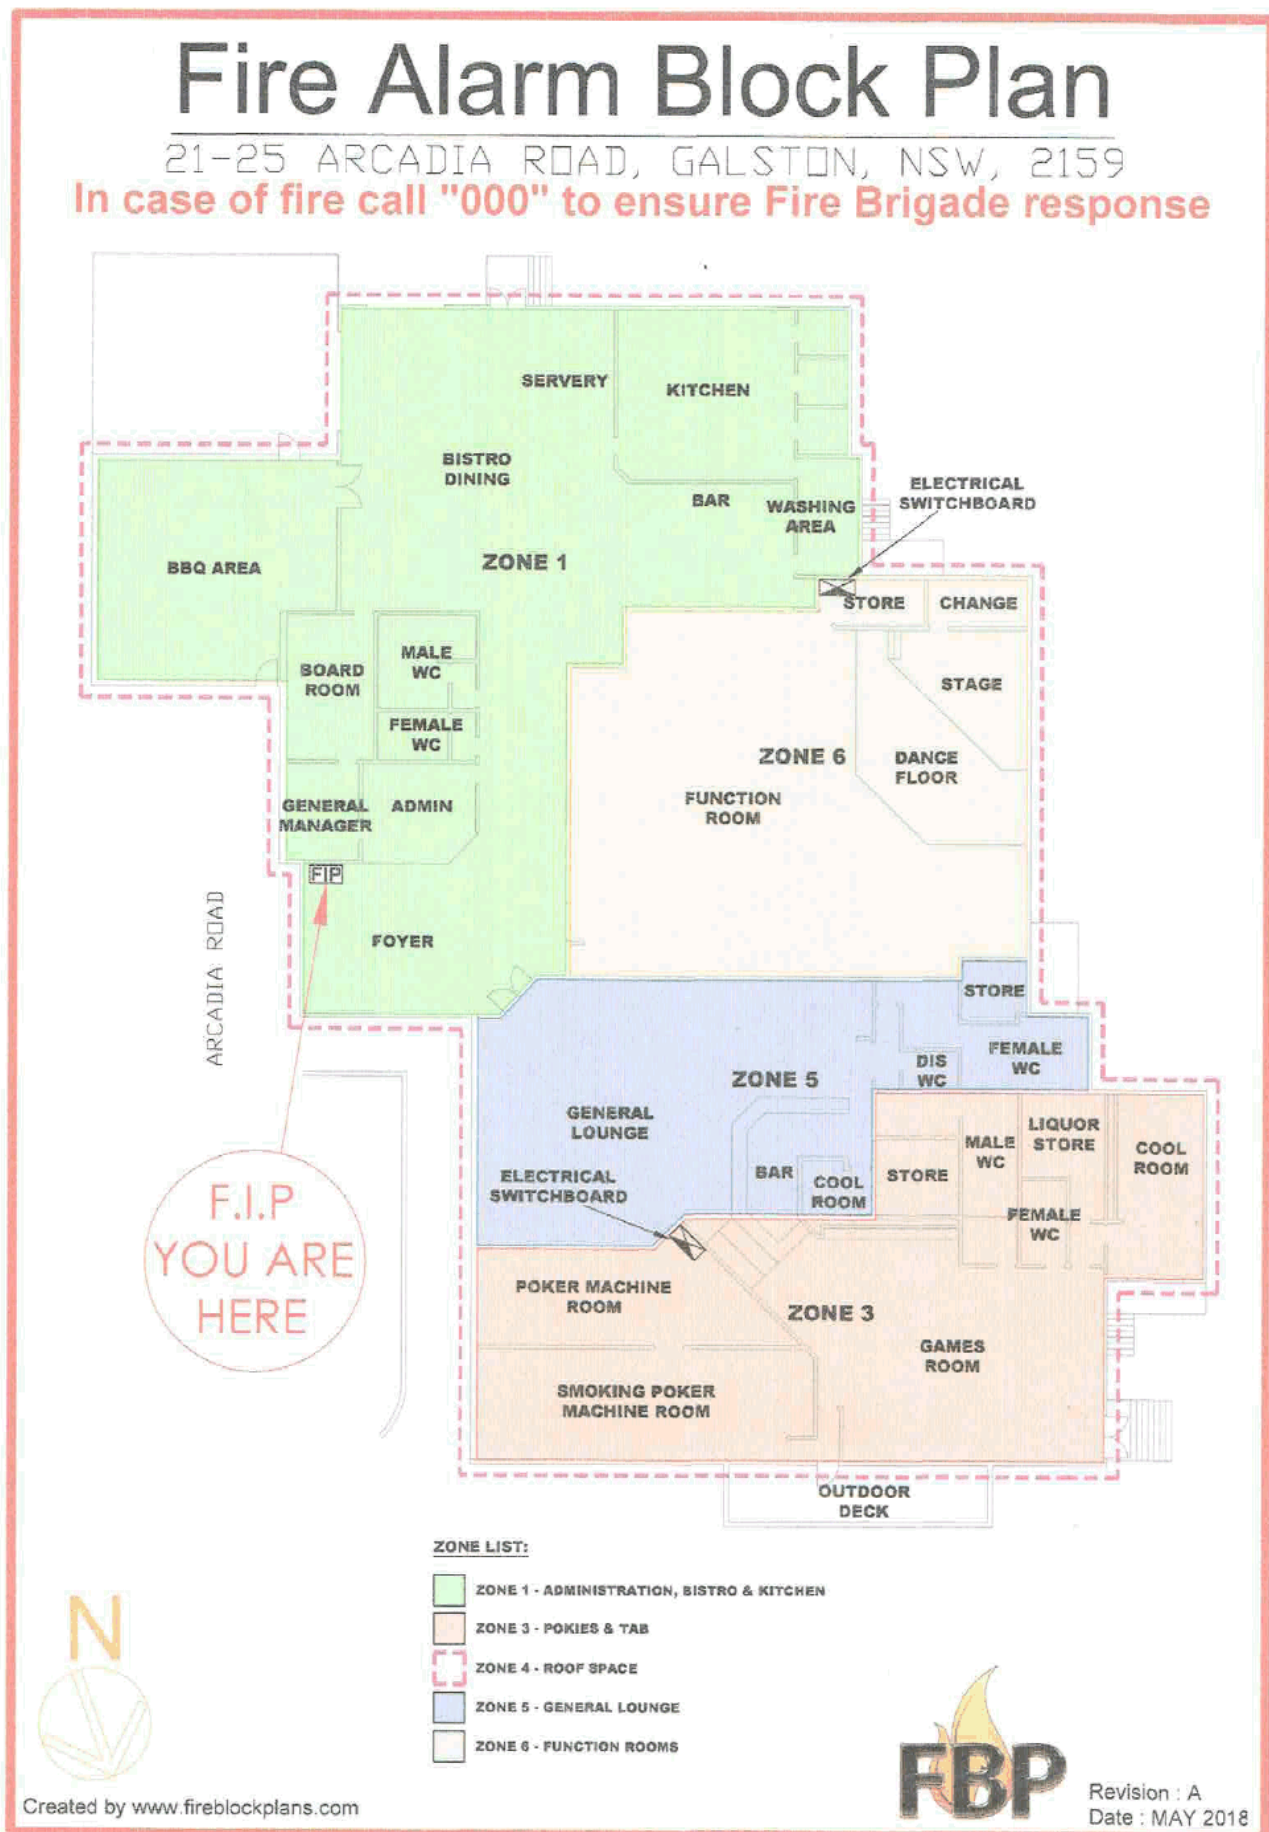 Fire Alarm Block Plan
21-25 ARCADIA ROAD, GALSTON, NSW, 2159
In case of fire call "000" to ensure Fire Brigade response
SERVERY
KITCHEN
BISTRO
DINING
BAR
WASHING
AREA
ELECTRICAL
SWITCHBOARD
BBQ AREA
ZONE 1
STORE
CHANGE
BOARD
ROOM
MALE
WC
STAGE
FEMALE
WC
ZONE 6
DANCE
FLOOR
GENERAL
MANAGER
ADMIN
FUNCTION
ROOM
FIP
FOYER
ARCADIA ROAD
STORE
FEMALE
WC
DIS
WC
ZONE 5
GENERAL
LOUNGE
LIQUOR
STORE
MALE
WC
COOL
ROOM
BAR
COOL
ROOM
STORE
ELECTRICAL
SWITCHBOARD
FEMALE
WC
F.I.P
YOU ARE
HERE
POKER MACHINE
ROOM
ZONE 3
GAMES
ROOM
SMOKING POKER
MACHINE ROOM
OUTDOOR
DECK
ZONE LIST:
ZONE 1 - ADMINISTRATION, BISTRO & KITCHEN
ZONE 3 - POKIES & TAB
ZONE 4 - ROOF SPACE
ZONE 5 - GENERAL LOUNGE
ZONE 6 - FUNCTION ROOMS
N
FBP
Created by www.fireblockplans.com
Revision : A
Date : MAY 2018